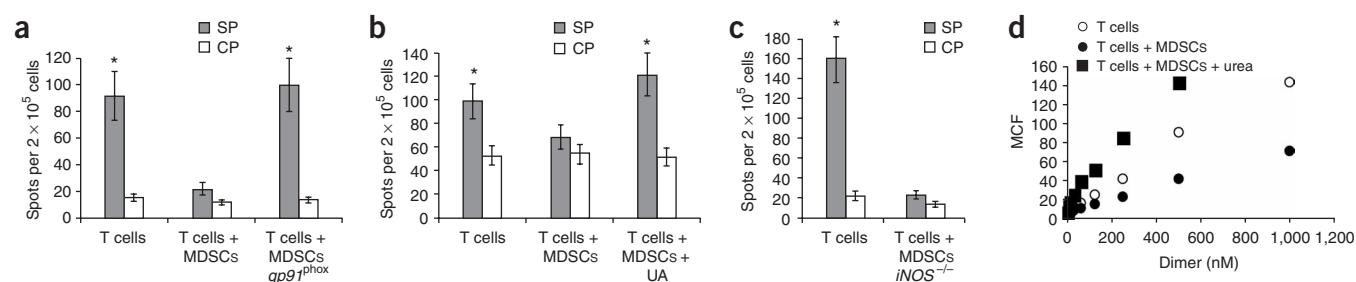 a
SP
CP
Spots per 2 × 10⁵ cells
120
100
80
60
40
20
0
*
*
T cells
T cells +
MDSCs
T cells +
MDSCs
gp91ᵖʰᵒˣ
b
SP
CP
Spots per 2 × 10⁵ cells
140
120
100
80
60
40
20
0
*
*
T cells
T cells +
MDSCs
T cells +
MDSCs +
UA
c
SP
CP
Spots per 2 × 10⁵ cells
180
160
140
120
100
80
60
40
20
0
*
T cells
T cells +
MDSCs
iNOS⁻/⁻
d
T cells
T cells + MDSCs
T cells + MDSCs + urea
MCF
160
140
120
100
80
60
40
20
0
0 200 400 600 800 1,000 1,200
Dimer (nM)